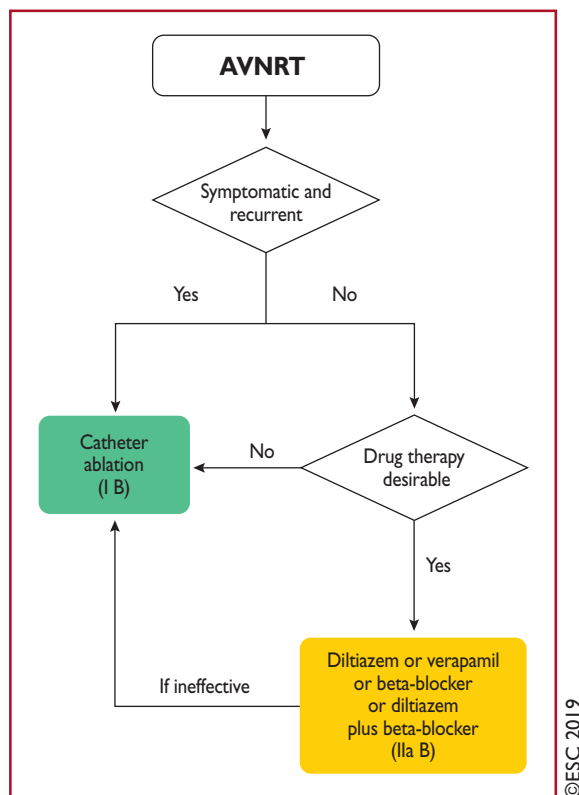 AVNRT
Symptomatic and
recurrent
Yes
No
Catheter
ablation
(I B)
No
Drug therapy
desirable
Yes
If ineffective
Diltiazem or verapamil
or beta-blocker
or diltiazem
plus beta-blocker
(IIa B)
©ESC 2019